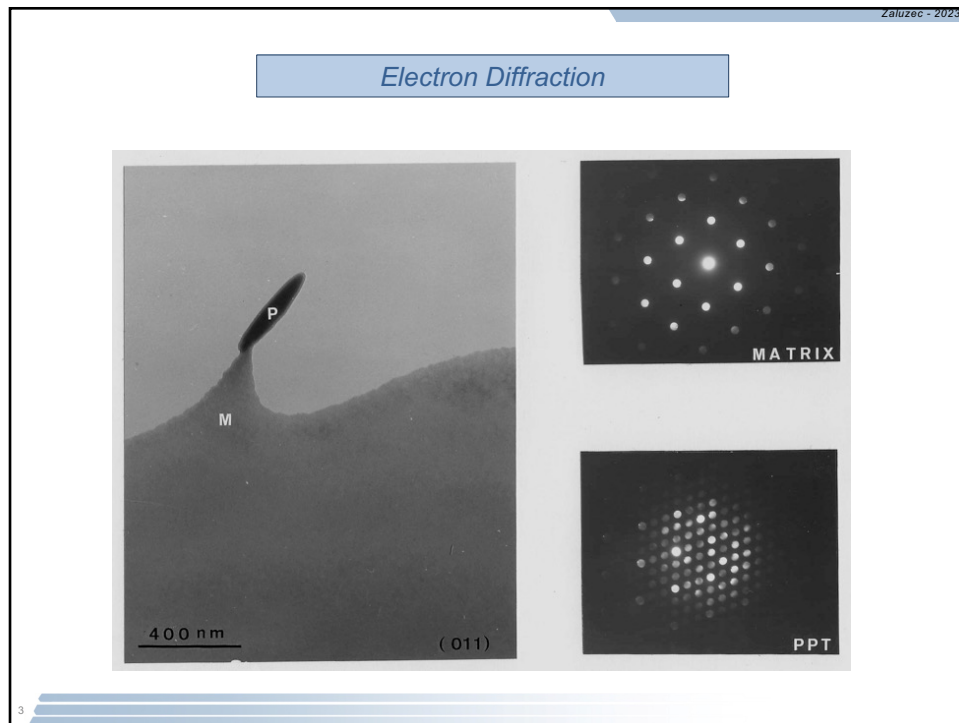 Zaluzec - 2023
Electron Diffraction
P
M
400 nm
(011)
MATRIX
PPT
3